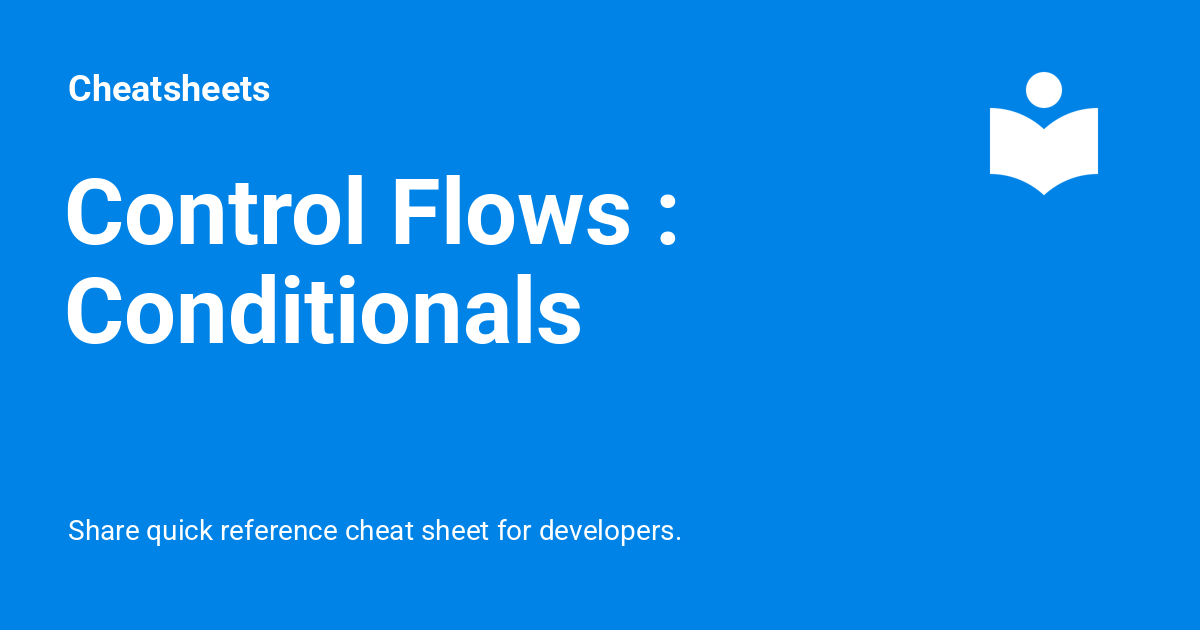 Cheatsheets
Control Flows :
Conditionals
Share quick reference cheat sheet for developers.